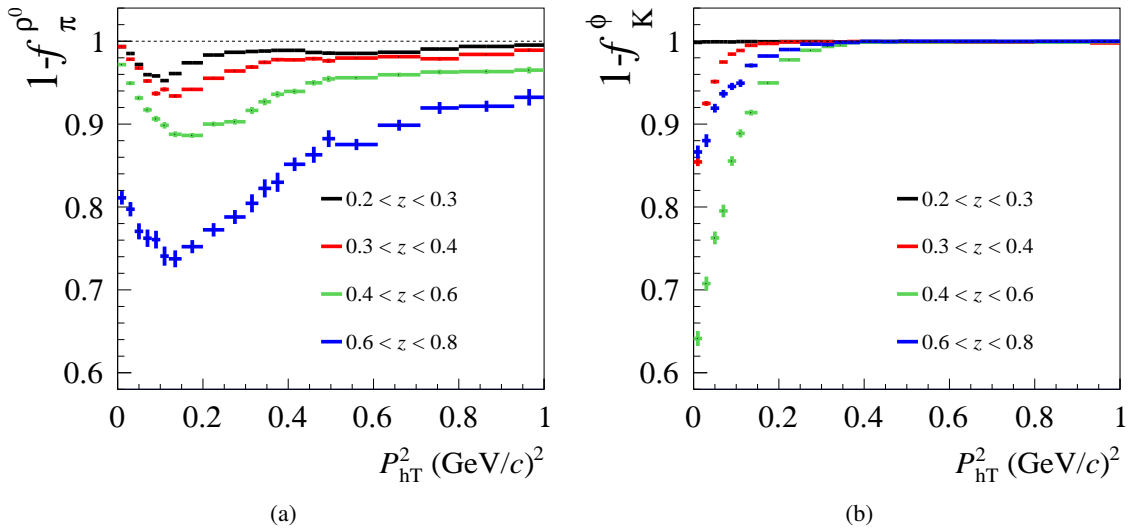 1-f_π^ρ⁰
1
0.9
0.8
0.7
0.6
0.2 < z < 0.3
0.3 < z < 0.4
0.4 < z < 0.6
0.6 < z < 0.8
0 0.2 0.4 0.6 0.8 1
P²_hT (GeV/c)²
(a)
1-f_K^ϕ
1
0.9
0.8
0.7
0.6
0.2 < z < 0.3
0.3 < z < 0.4
0.4 < z < 0.6
0.6 < z < 0.8
0 0.2 0.4 0.6 0.8 1
P²_hT (GeV/c)²
(b)